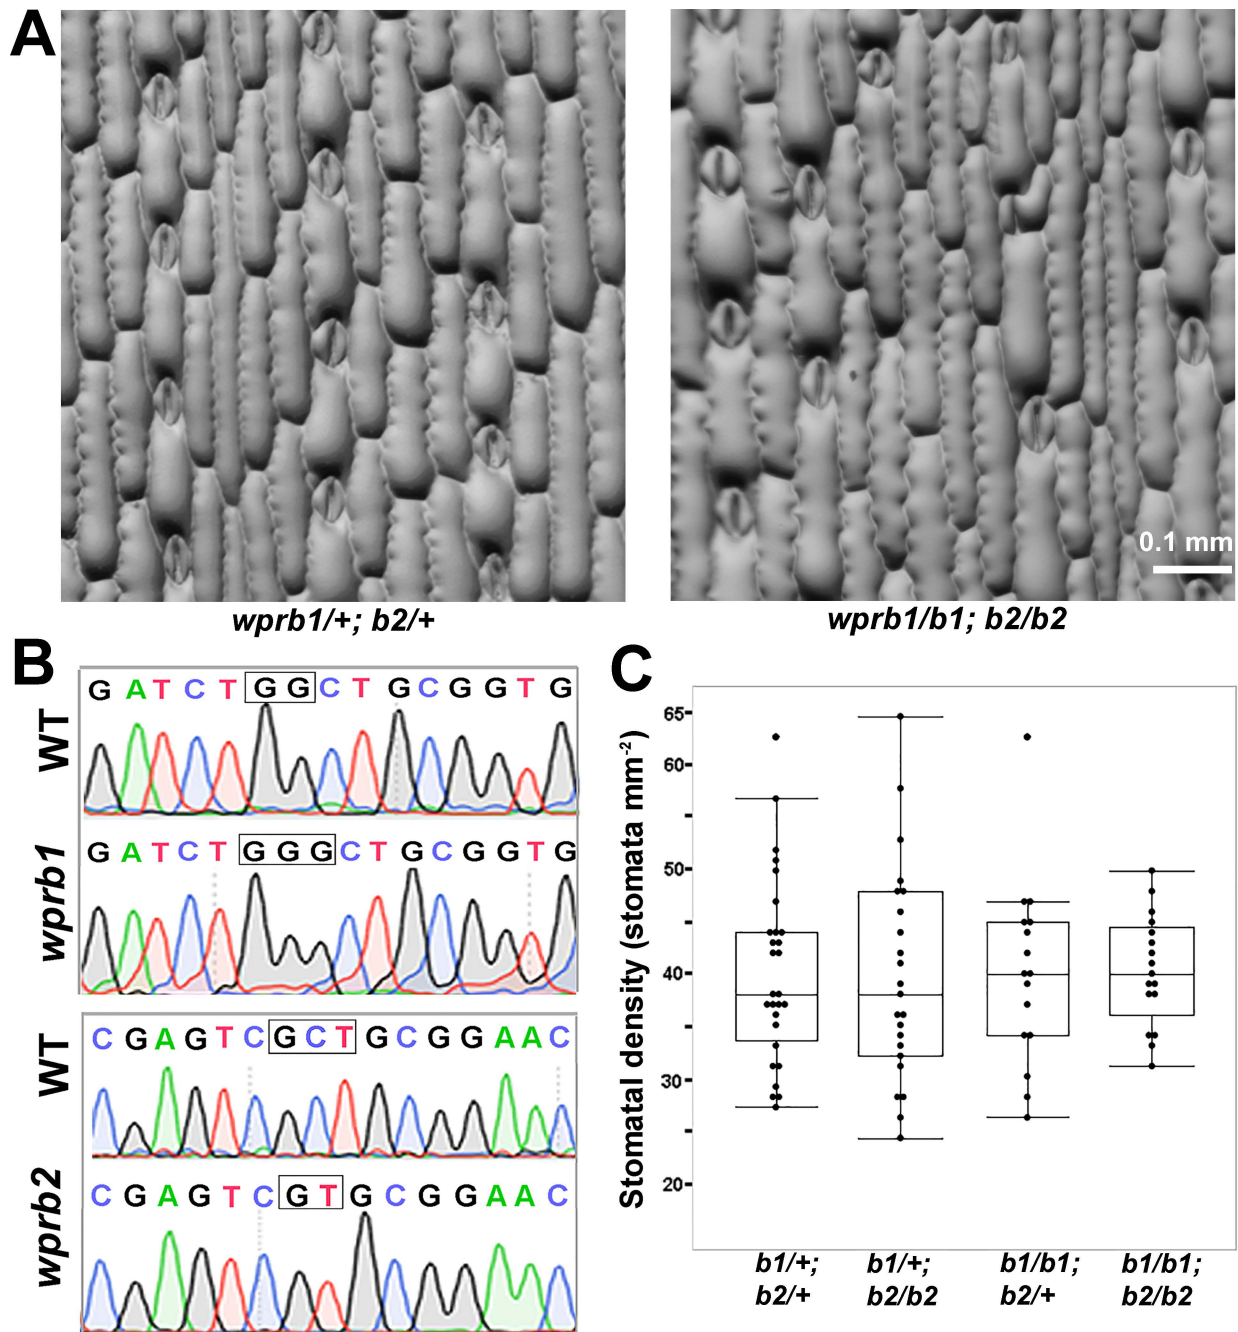 A
0.1 mm
wprb1/+; b2/+
wprb1/b1; b2/b2
B
WT
G A T C T G G C T G C G G T G
wprb1
G A T C T G G G C T G C G G T G
WT
C G A G T C G C T G C G G A A C
wprb2
C G A G T C G T G C G G A A C
C
Stomatal density (stomata mm-2)
65
60
50
40
30
20
b1/+;
b2/+
b1/+;
b2/b2
b1/b1;
b2/+
b1/b1;
b2/b2